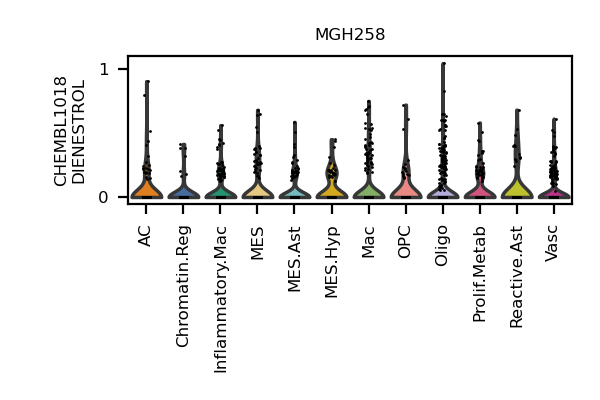 MGH258
CHEMBL1018
DIENESTROL
1
0
AC
Chromatin.Reg
Inflammatory.Mac
MES
MES.Ast
MES.Hyp
Mac
OPC
Oligo
Prolif.Metab
Reactive.Ast
Vasc